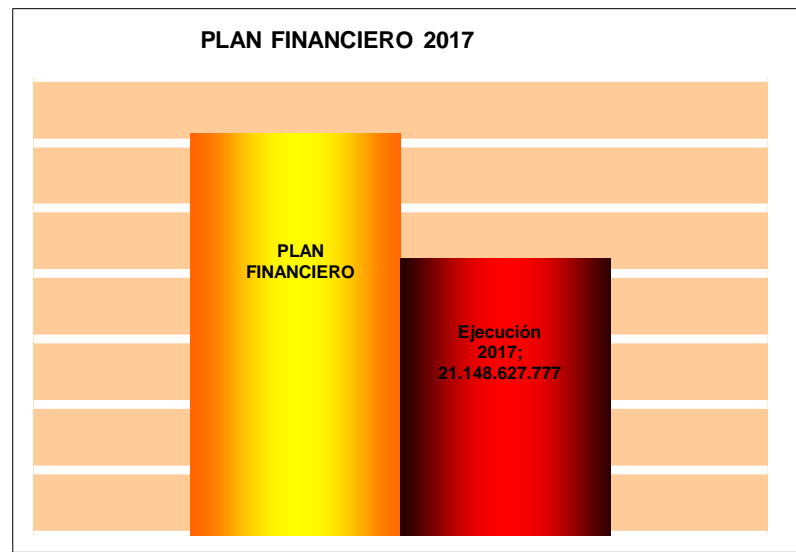 PLAN FINANCIERO 2017
PLAN
FINANCIERO
Ejecución
2017;
21.148.627.777